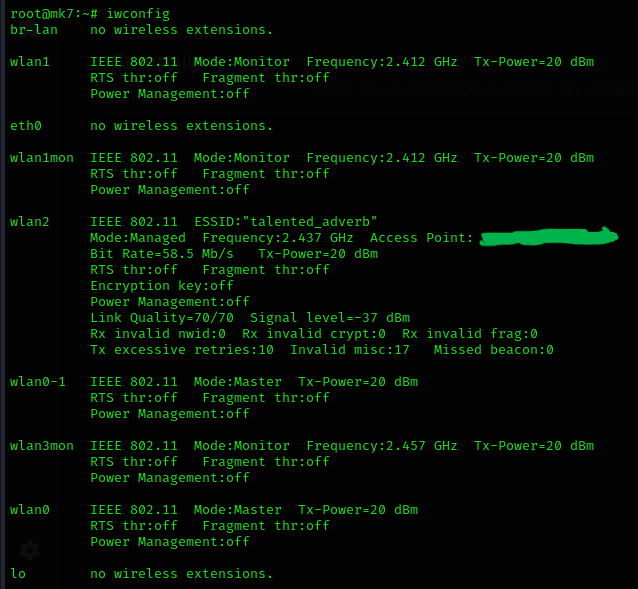 root@mk7:~# iwconfig
br-lan    no wireless extensions.
wlan1     IEEE 802.11  Mode:Monitor  Frequency:2.412 GHz  Tx-Power=20 dBm
          RTS thr:off   Fragment thr:off
          Power Management:off
eth0      no wireless extensions.
wlan1mon  IEEE 802.11  Mode:Monitor  Frequency:2.412 GHz  Tx-Power=20 dBm
          RTS thr:off   Fragment thr:off
          Power Management:off
wlan2     IEEE 802.11  ESSID:"talented_adverb"
          Mode:Managed  Frequency:2.437 GHz  Access Point:
          Bit Rate=58.5 Mb/s   Tx-Power=20 dBm
          RTS thr:off   Fragment thr:off
          Encryption key:off
          Power Management:off
          Link Quality=70/70  Signal level=-37 dBm
          Rx invalid nwid:0  Rx invalid crypt:0  Rx invalid frag:0
          Tx excessive retries:10  Invalid misc:17   Missed beacon:0
wlan0-1   IEEE 802.11  Mode:Master  Tx-Power=20 dBm
          RTS thr:off   Fragment thr:off
          Power Management:off
wlan3mon  IEEE 802.11  Mode:Monitor  Frequency:2.457 GHz  Tx-Power=20 dBm
          RTS thr:off   Fragment thr:off
          Power Management:off
wlan0     IEEE 802.11  Mode:Master  Tx-Power=20 dBm
          RTS thr:off   Fragment thr:off
          Power Management:off
lo        no wireless extensions.